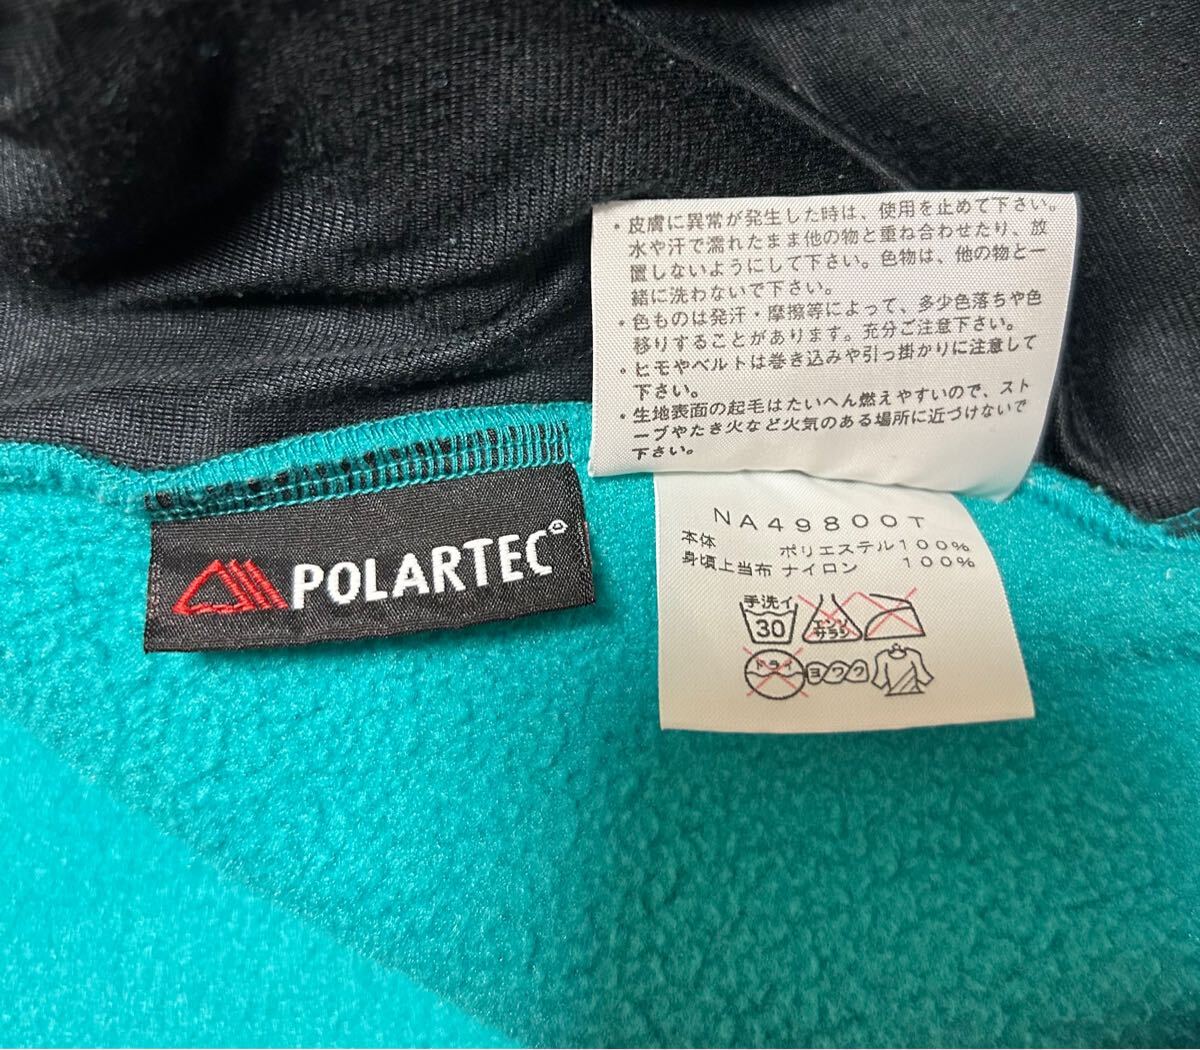 ・皮膚に異常が発生した時は、使用を止めて下さい。
水や汗で濡れたまま他の物と重ね合わせたり、放
置しないようにして下さい。色物は、他の物と一
緒に洗わないで下さい。
・色ものは発汗・摩擦等によって、多少色落ちや色
移りすることがあります。充分ご注意下さい。
・ヒモやベルトは巻き込みや引っ掛かりに注意して
下さい。
・生地表面の起毛はたいへん燃えやすいので、スト
ーブやたき火など火気のある場所に近づけないで
下さい。
POLARTEC®
NA49800T
本体 ポリエステル100%
身頃上当布 ナイロン 100%
手洗イ
30
エンソ
サラシ
ドライ
ヨワク